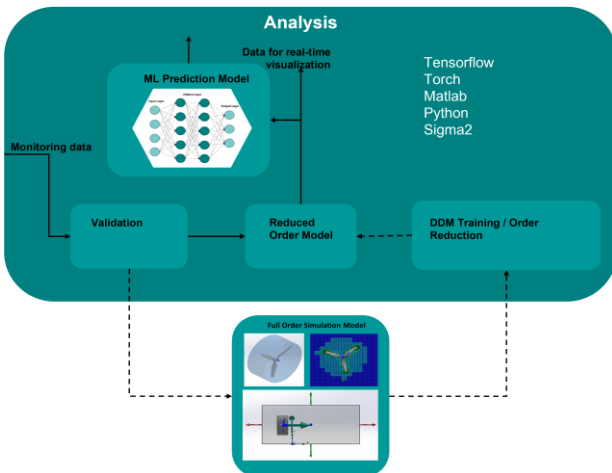 Analysis
Data for real-time
visualization
Tensorflow
Torch
Matlab
Python
Sigma2
ML Prediction Model
Monitoring data
Validation
Reduced
Order Model
DDM Training / Order
Reduction
Full Order Simulation Model